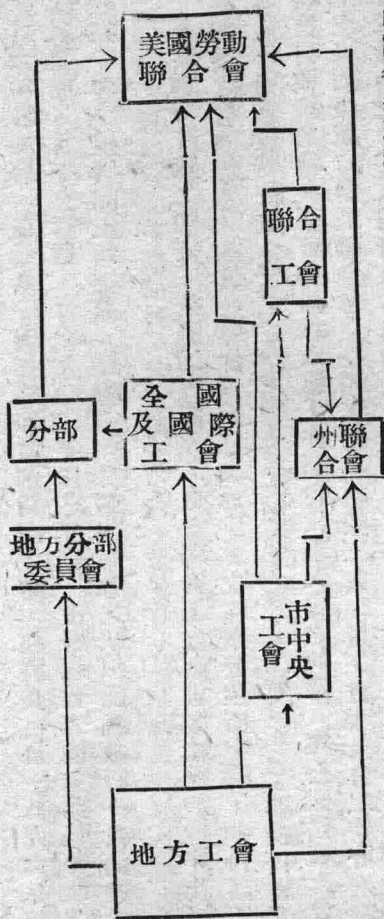 美國勞動
聯合會
聯合
工會
全國
及國際
工會
分部
州聯
合會
地方分部
委員會
市中央
工會
地方工會